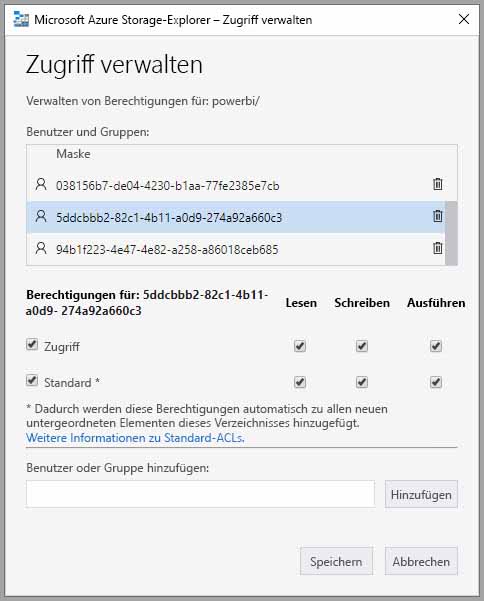 Microsoft Azure Storage-Explorer – Zugriff verwalten
Zugriff verwalten
Verwalten von Berechtigungen für: powerbi/
Benutzer und Gruppen:
Maske
038156b7-de04-4230-b1aa-77fe2385e7cb
5ddcbbb2-82c1-4b11-a0d9-274a92a660c3
94b1f223-4e47-4e82-a258-a86018ceb685
Berechtigungen für: 5ddcbbb2-82c1-4b11-
a0d9- 274a92a660c3
Lesen Schreiben Ausführen
Zugriff
Standard *
* Dadurch werden diese Berechtigungen automatisch zu allen neuen
untergeordneten Elementen dieses Verzeichnisses hinzugefügt.
Weitere Informationen zu Standard-ACLs.
Benutzer oder Gruppe hinzufügen:
Hinzufügen
Speichern Abbrechen